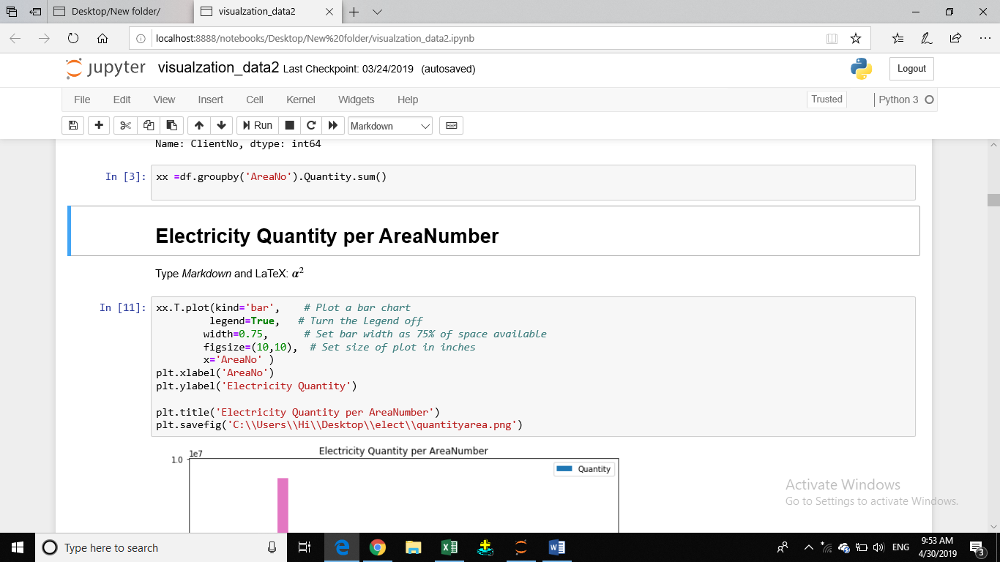 Desktop/New folder/
visualzation_data2
localhost:8888/notebooks/Desktop/New%20folder/visualzation_data2.ipynb
jupyter visualzation_data2 Last Checkpoint: 03/24/2019 (autosaved)
Logout
File Edit View Insert Cell Kernel Widgets Help
Trusted
Python 3
Run
Markdown
Name: ClientNo, dtype: int64
In [3]: xx =df.groupby('AreaNo').Quantity.sum()
Electricity Quantity per AreaNumber
Type Markdown and LaTeX: α²
In [11]: xx.T.plot(kind='bar',    # Plot a bar chart
legend=True,   # Turn the Legend off
width=0.75,      # Set bar width as 75% of space available
figsize=(10,10),  # Set size of plot in inches
x='AreaNo' )
plt.xlabel('AreaNo')
plt.ylabel('Electricity Quantity')
plt.title('Electricity Quantity per AreaNumber')
plt.savefig('C:\\Users\\Hi\\Desktop\\elect\\quantityarea.png')
Electricity Quantity per AreaNumber
1e7
1.0
Quantity
Activate Windows
Go to Settings to activate Windows.
Type here to search
ENG
9:53 AM
4/30/2019
3